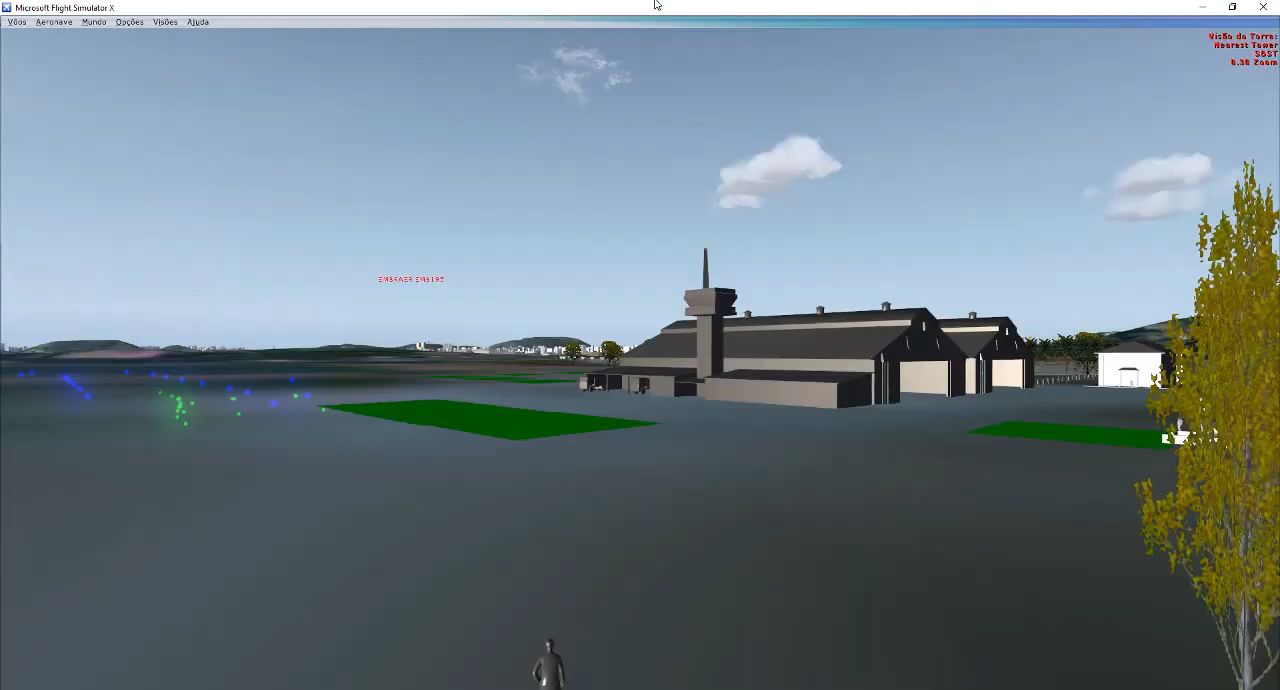 Microsoft Flight Simulator X
Vôos Aeronave Mundo Opções Visões Ajuda
Visão da Torre:
Nearest Tower
SBST
0.30 Zoom
EMBRAER EMB195